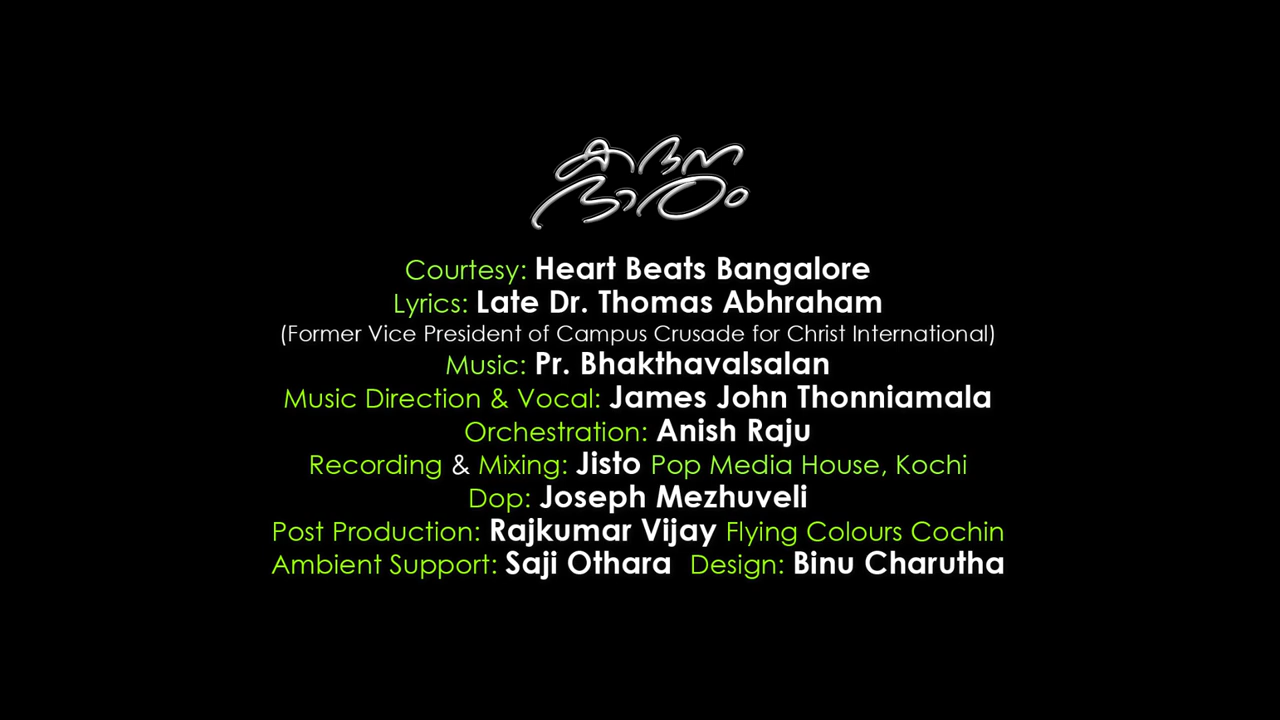 കദന
ഭാരം
Courtesy: Heart Beats Bangalore
Lyrics: Late Dr. Thomas Abhraham
(Former Vice President of Campus Crusade for Christ International)
Music: Pr. Bhakthavalsalan
Music Direction & Vocal: James John Thonniamala
Orchestration: Anish Raju
Recording & Mixing: Jisto Pop Media House, Kochi
Dop: Joseph Mezhuveli
Post Production: Rajkumar Vijay Flying Colours Cochin
Ambient Support: Saji Othara Design: Binu Charutha